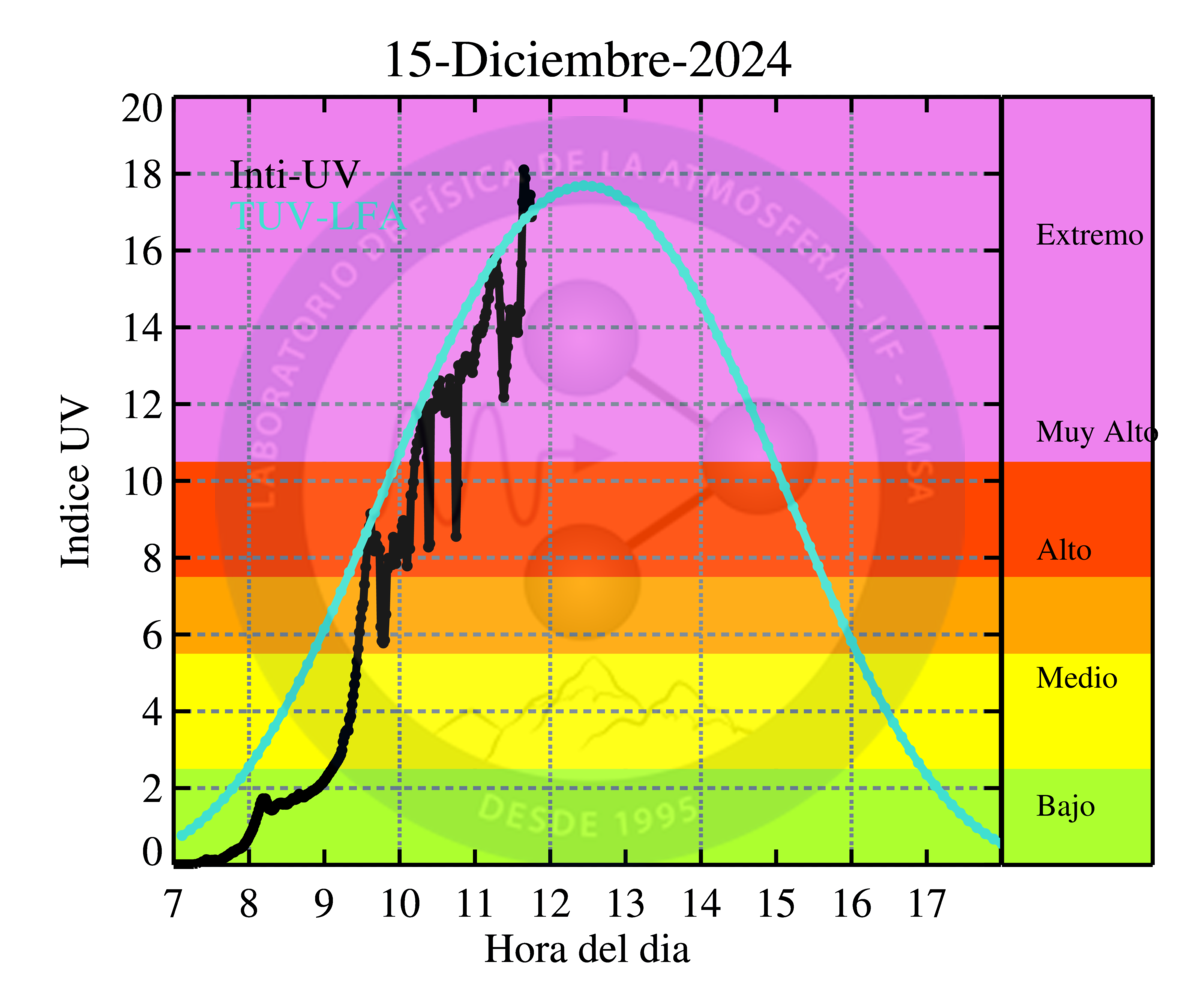 15-Diciembre-2024
Indice UV
20
18
16
14
12
10
8
6
4
2
0
Inti-UV
TUV-LFA
LABORATORIO DE FÍSICA DE LA ATMÓSFERA - IIF - UMSA
DESDE 1995
Extremo
Muy Alto
Alto
Medio
Bajo
7 8 9 10 11 12 13 14 15 16 17
Hora del dia